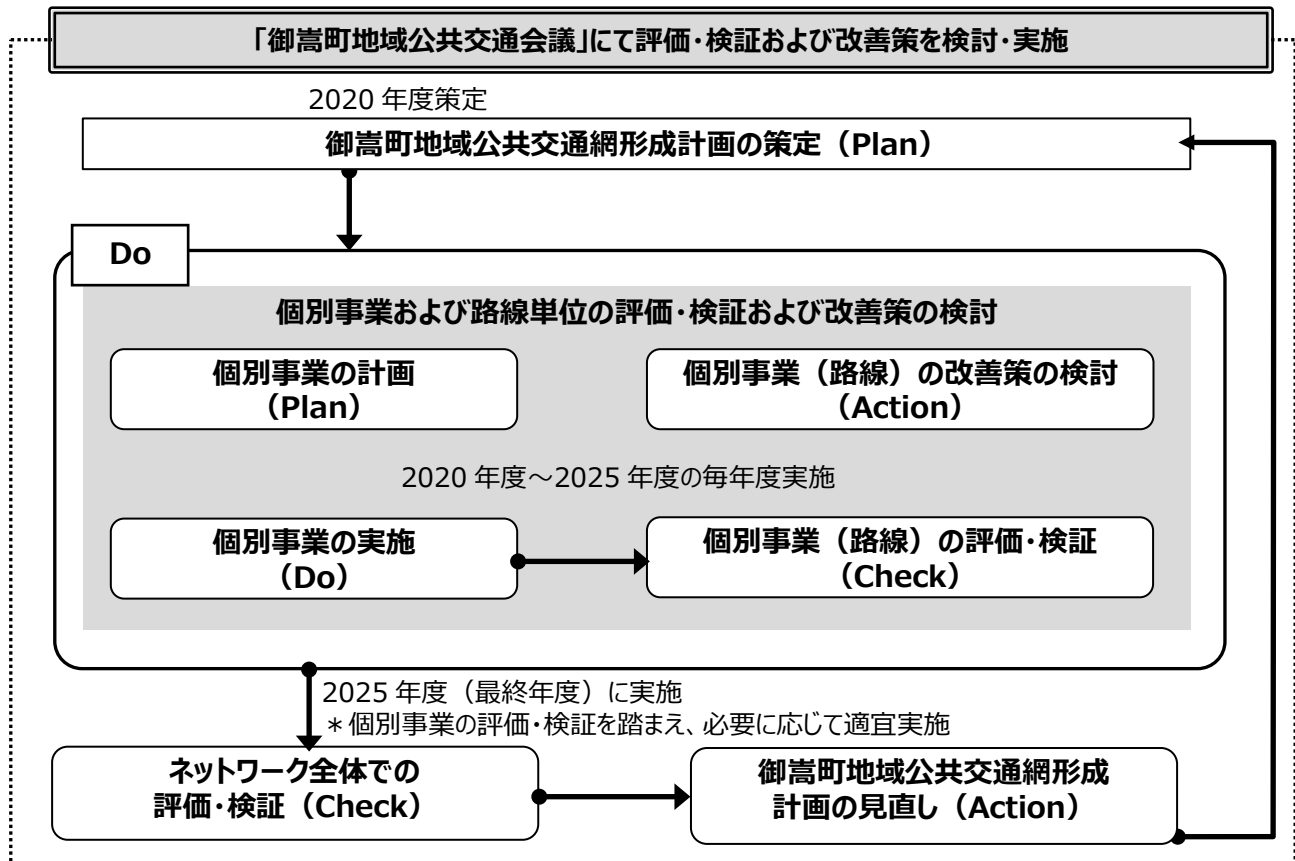 「御嵩町地域公共交通会議」にて評価・検証および改善策を検討・実施
2020 年度策定
御嵩町地域公共交通網形成計画の策定（Plan）
Do
個別事業および路線単位の評価・検証および改善策の検討
個別事業の計画
（Plan）
個別事業（路線）の改善策の検討
（Action）
2020 年度～2025 年度の毎年度実施
個別事業の実施
（Do）
個別事業（路線）の評価・検証
（Check）
2025 年度（最終年度）に実施
＊個別事業の評価・検証を踏まえ、必要に応じて適宜実施
ネットワーク全体での
評価・検証（Check）
御嵩町地域公共交通網形成
計画の見直し（Action）